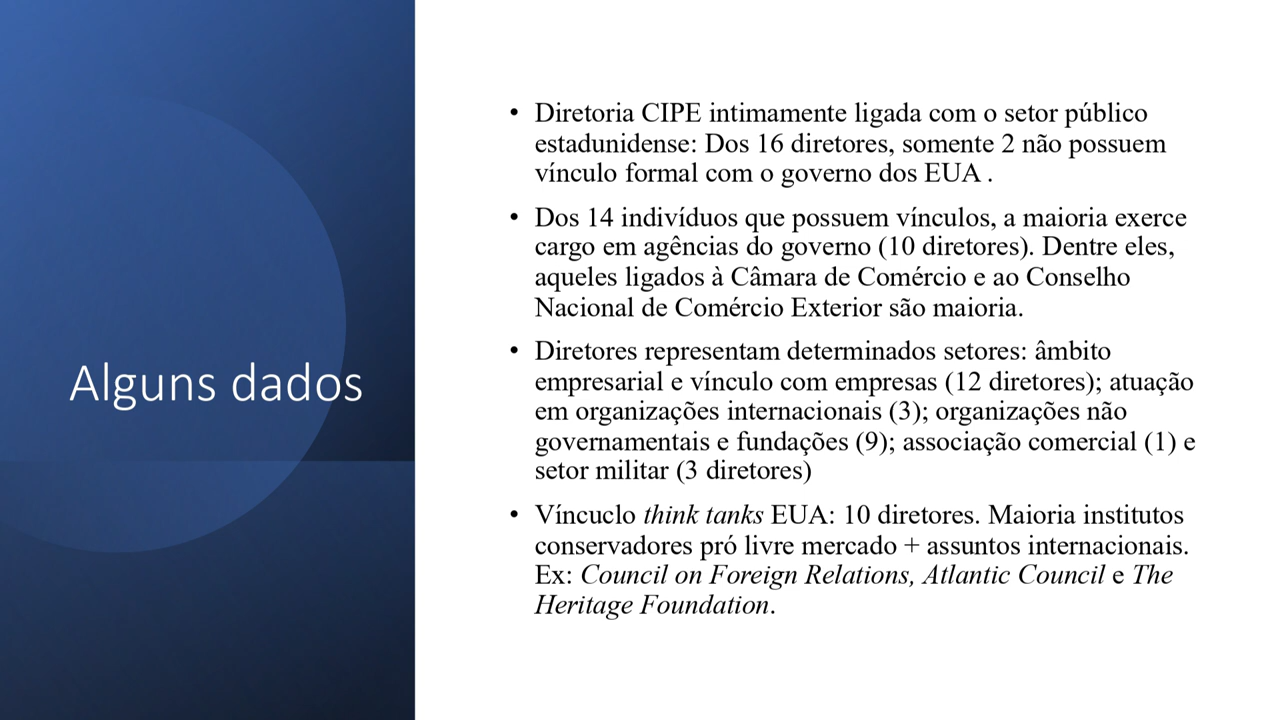 Alguns dados
• Diretoria CIPE intimamente ligada com o setor público
estadunidense: Dos 16 diretores, somente 2 não possuem
vínculo formal com o governo dos EUA .
• Dos 14 indivíduos que possuem vínculos, a maioria exerce
cargo em agências do governo (10 diretores). Dentre eles,
aqueles ligados à Câmara de Comércio e ao Conselho
Nacional de Comércio Exterior são maioria.
• Diretores representam determinados setores: âmbito
empresarial e vínculo com empresas (12 diretores); atuação
em organizações internacionais (3); organizações não
governamentais e fundações (9); associação comercial (1) e
setor militar (3 diretores)
• Víncuclo think tanks EUA: 10 diretores. Maioria institutos
conservadores pró livre mercado + assuntos internacionais.
Ex: Council on Foreign Relations, Atlantic Council e The
Heritage Foundation.